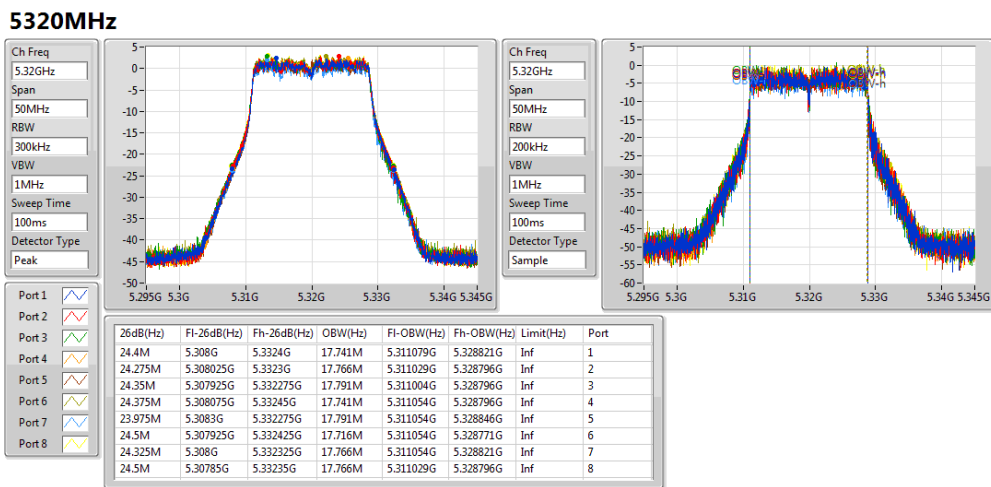 5320MHz
Ch Freq
5.32GHz
Span
50MHz
RBW
300kHz
VBW
1MHz
Sweep Time
100ms
Detector Type
Peak
5
0
-5
-10
-15
-20
-25
-30
-35
-40
-45
-50
5.295G 5.3G 5.31G 5.32G 5.33G 5.34G 5.345G
Ch Freq
5.32GHz
Span
50MHz
RBW
200kHz
VBW
1MHz
Sweep Time
100ms
Detector Type
Sample
5
0
-5
-10
-15
-20
-25
-30
-35
-40
-45
-50
-55
-60
5.295G 5.3G 5.31G 5.32G 5.33G 5.34G 5.345G
Port 1
Port 2
Port 3
Port 4
Port 5
Port 6
Port 7
Port 8
26dB(Hz) Fl-26dB(Hz) Fh-26dB(Hz) OBW(Hz) Fl-OBW(Hz) Fh-OBW(Hz) Limit(Hz) Port
24.4M 5.308G 5.3324G 17.741M 5.311079G 5.328821G Inf 1
24.275M 5.308025G 5.3323G 17.766M 5.311029G 5.328796G Inf 2
24.35M 5.307925G 5.332275G 17.791M 5.311004G 5.328796G Inf 3
24.375M 5.308075G 5.33245G 17.741M 5.311054G 5.328796G Inf 4
23.975M 5.3083G 5.332275G 17.791M 5.311054G 5.328846G Inf 5
24.5M 5.307925G 5.332425G 17.716M 5.311054G 5.328771G Inf 6
24.325M 5.308G 5.332325G 17.766M 5.311054G 5.328821G Inf 7
24.5M 5.30785G 5.33235G 17.766M 5.311029G 5.328796G Inf 8